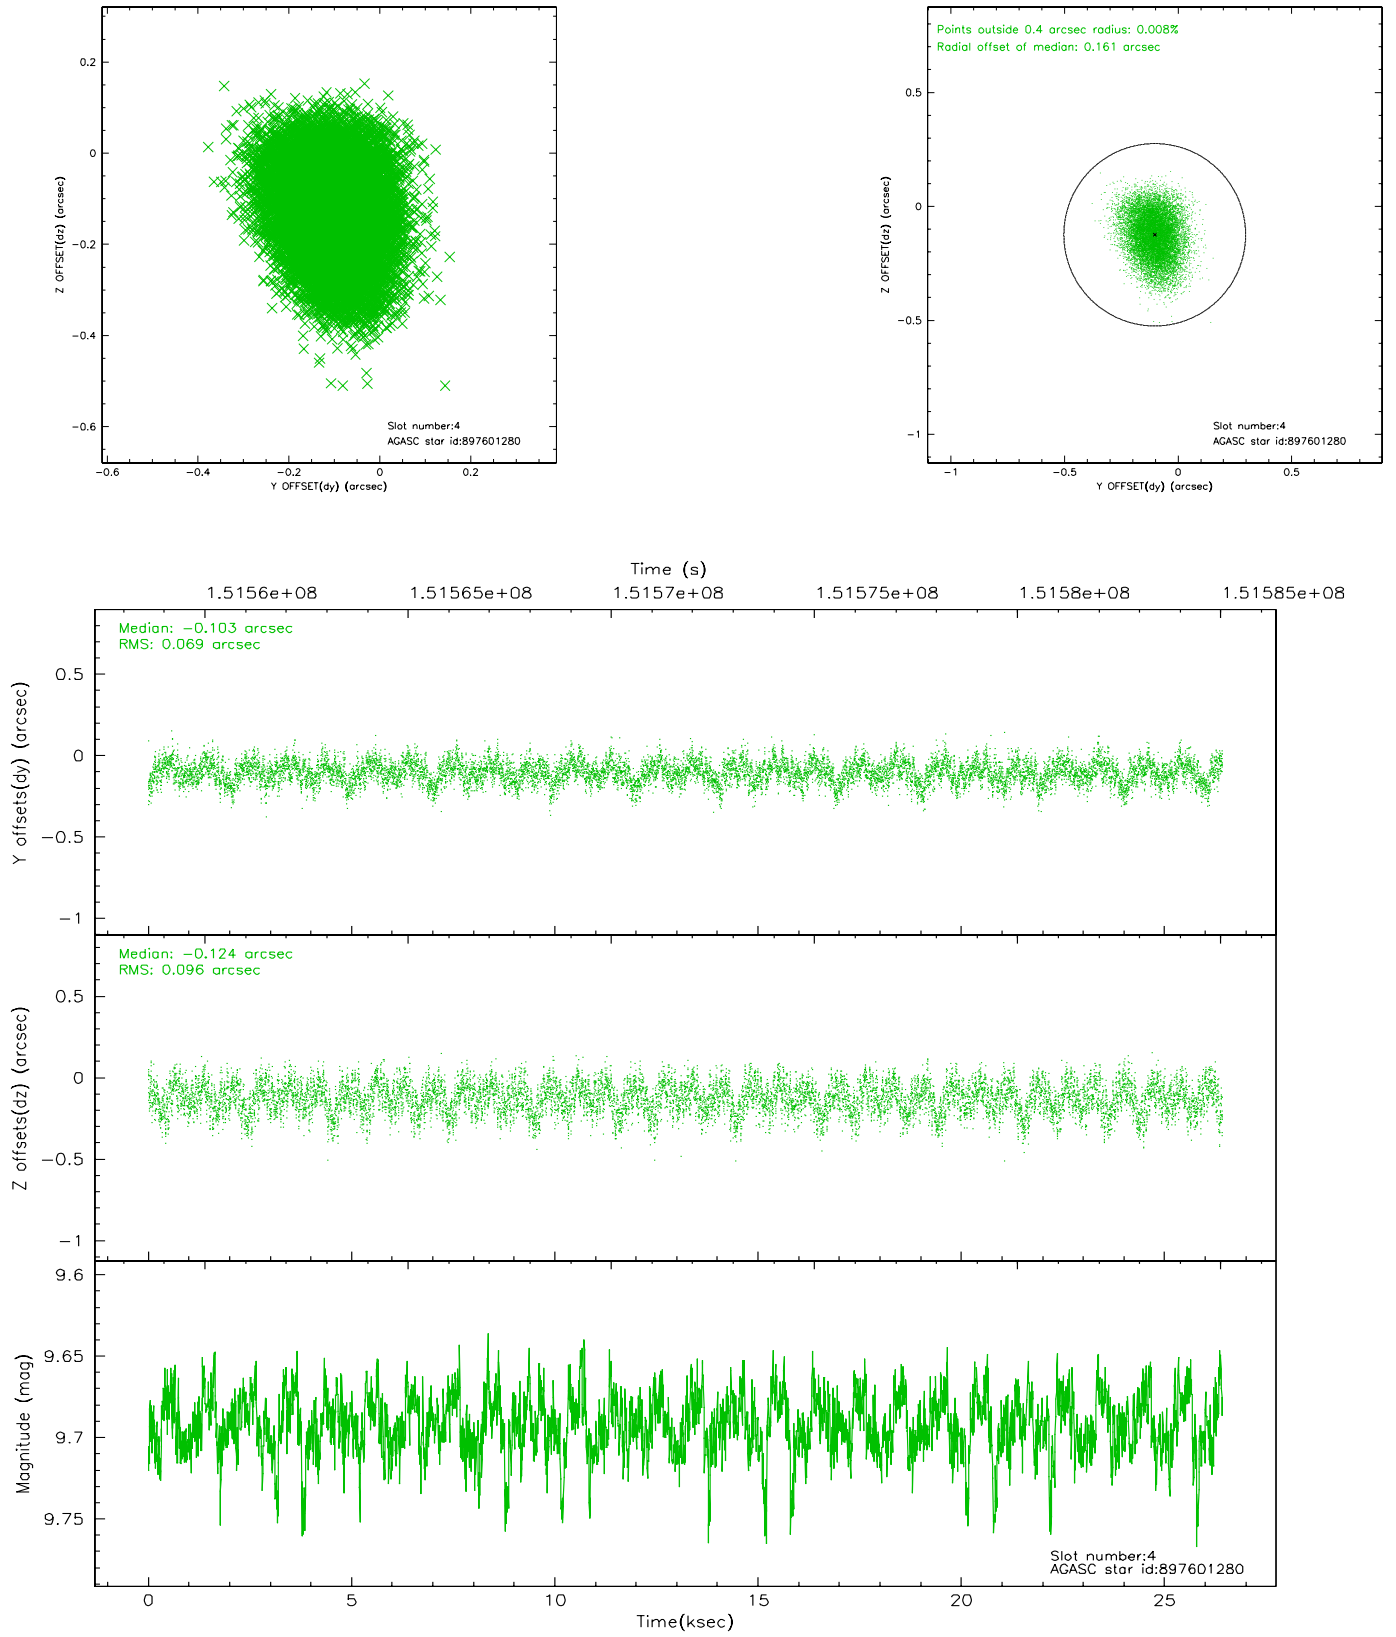 0.2
0
−0.2
−0.4
−0.6
Z OFFSET(dz) (arcsec)
Slot number:4
AGASC star id:897601280
−0.6
−0.4
−0.2
0
0.2
Y OFFSET(dy) (arcsec)
Points outside 0.4 arcsec radius: 0.008%
Radial offset of median: 0.161 arcsec
0.5
0
−0.5
−1
Z OFFSET(dz) (arcsec)
Slot number:4
AGASC star id:897601280
−1
−0.5
0
0.5
Y OFFSET(dy) (arcsec)
Time (s)
1.5156e+08
1.51565e+08
1.5157e+08
1.51575e+08
1.5158e+08
1.51585e+08
Median: −0.103 arcsec
RMS: 0.069 arcsec
0.5
0
−0.5
−1
Y offsets(dy) (arcsec)
Median: −0.124 arcsec
RMS: 0.096 arcsec
0.5
0
−0.5
−1
Z offsets(dz) (arcsec)
9.6
9.65
9.7
9.75
Magnitude (mag)
Slot number:4
AGASC star id:897601280
0
5
10
15
20
25
Time(ksec)